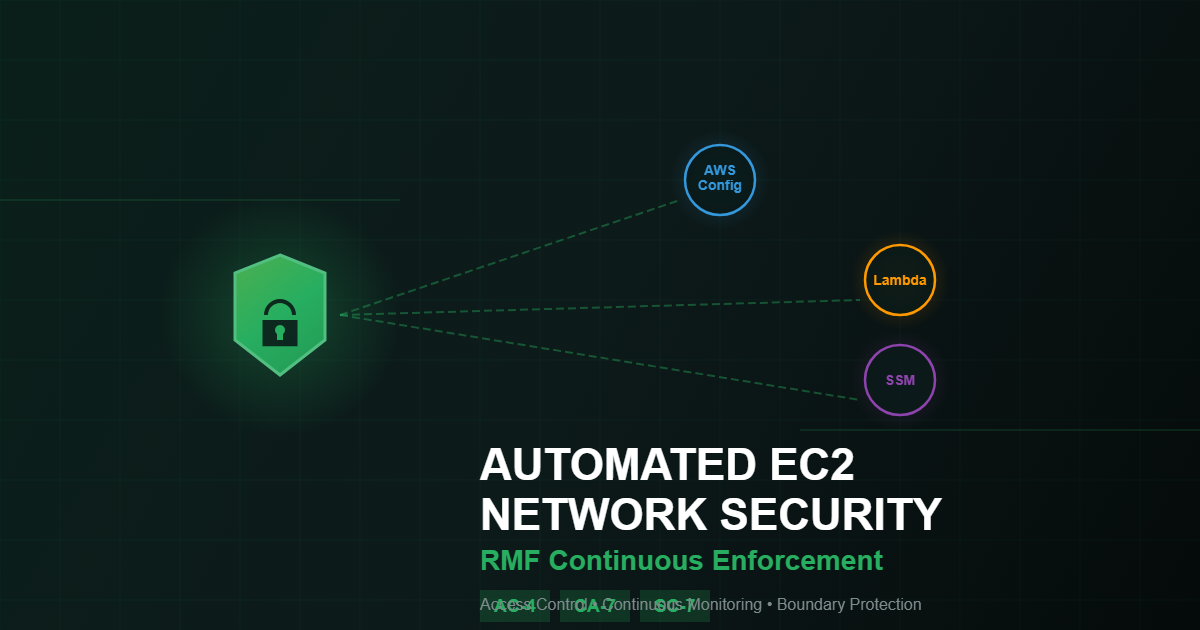 AWS
Config
Lambda
SSM
AUTOMATED EC2
NETWORK SECURITY
RMF Continuous Enforcement
AC-4 CA-7 SC-7
Access Control • Continuous Monitoring • Boundary Protection